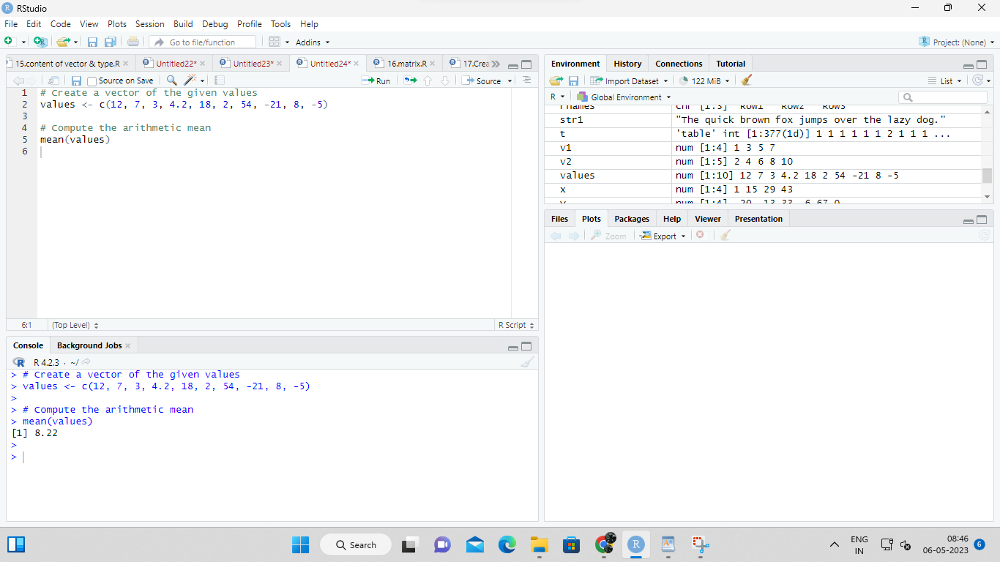 RStudio
File Edit Code View Plots Session Build Debug Profile Tools Help
Go to file/function Addins Project: (None)
15.content of vector & type.R Untitled22* Untitled23* Untitled24* 16.matrix.R 17.Crea
Source on Save Run Source
1 # Create a vector of the given values
2 values <- c(12, 7, 3, 4.2, 18, 2, 54, -21, 8, -5)
3
4 # Compute the arithmetic mean
5 mean(values)
6
6:1 (Top Level) R Script
Console Background Jobs
R 4.2.3 · ~/
> # Create a vector of the given values
> values <- c(12, 7, 3, 4.2, 18, 2, 54, -21, 8, -5)
>
> # Compute the arithmetic mean
> mean(values)
[1] 8.22
>
>
Environment History Connections Tutorial
Import Dataset 122 MiB List
R Global Environment
str1 "The quick brown fox jumps over the lazy dog."
t 'table' int [1:377(1d)] 1 1 1 1 1 1 2 1 1 1 ...
v1 num [1:4] 1 3 5 7
v2 num [1:5] 2 4 6 8 10
values num [1:10] 12 7 3 4.2 18 2 54 -21 8 -5
x num [1:4] 1 15 29 43
Files Plots Packages Help Viewer Presentation
Zoom Export
Search
ENG
IN
08:46
06-05-2023
6